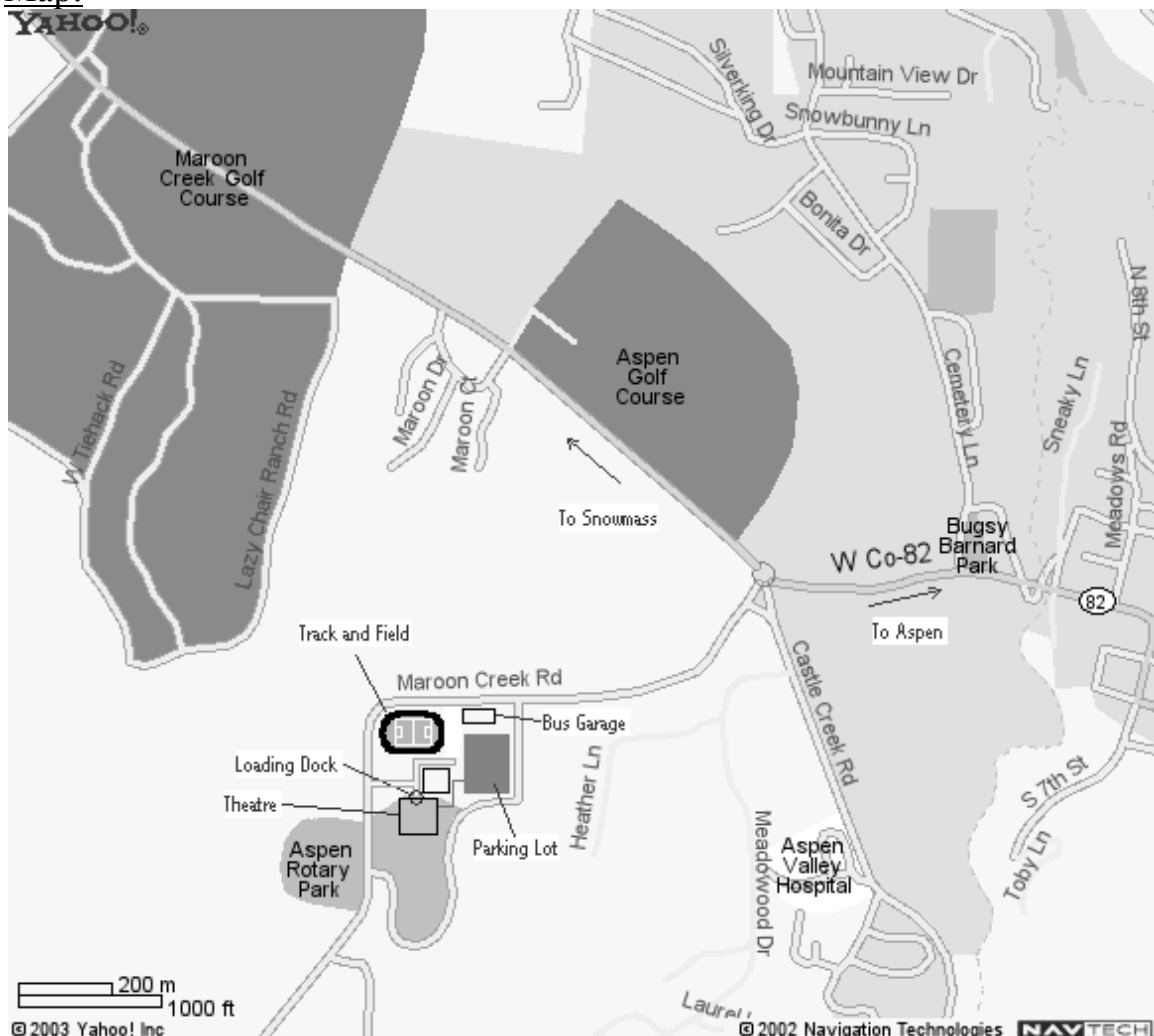 Map:
YAHOO!®
Silverking Dr
Mountain View Dr
Snowbunny Ln
Maroon
Creek Golf
Course
Bonita Dr
N 8th St
Aspen
Golf
Course
Maroon Dr
Maroon Ct
Cemetery Ln
Sneaky Ln
Meadows Rd
W Tiehack Rd
Lazy Chair Ranch Rd
To Snowmass
Bugsy
Barnard
Park
W Co-82
82
To Aspen
Track and Field
Maroon Creek Rd
Castle Creek Rd
Bus Garage
Loading Dock
Theatre
Heather Ln
S 7th St
Parking Lot
Aspen
Rotary
Park
Meadowood Dr
Aspen
Valley
Hospital
Toby Ln
200 m
1000 ft
©2003 Yahoo! Inc
©2002 Navigation Technologies
NAVTECH